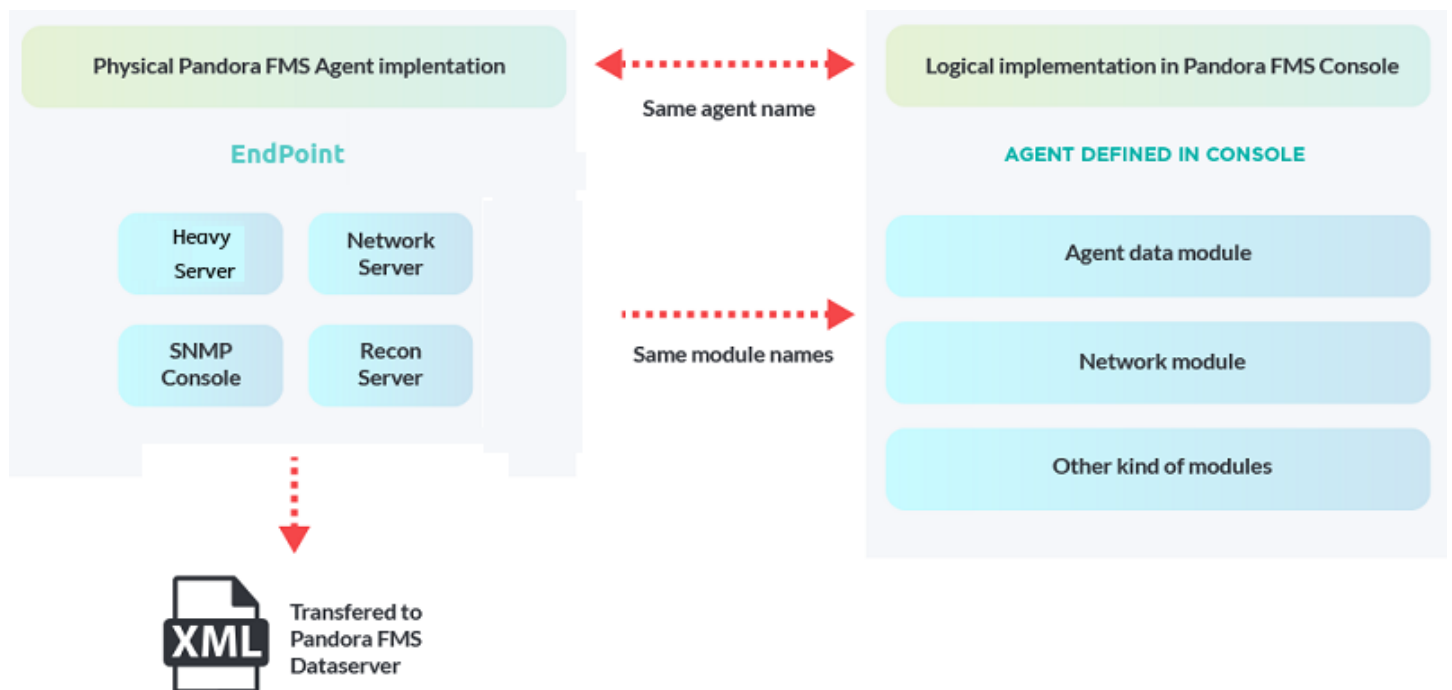 Physical Pandora FMS Agent implentation
Same agent name
Logical implementation in Pandora FMS Console
EndPoint
AGENT DEFINED IN CONSOLE
Heavy
Server
Network
Server
SNMP
Console
Recon
Server
Same module names
Agent data module
Network module
Other kind of modules
XML
Transfered to
Pandora FMS
Dataserver